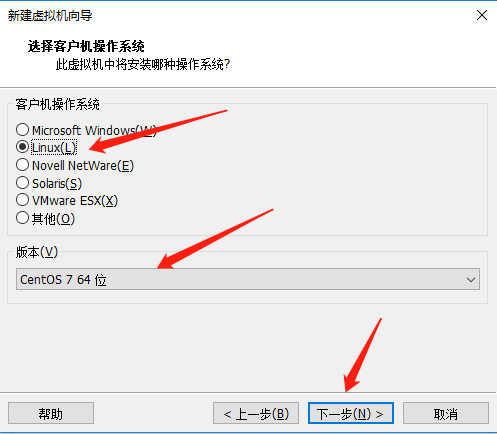 新建虚拟机向导
选择客户机操作系统
此虚拟机中将安装哪种操作系统?
客户机操作系统
Microsoft Windows(W)
Linux(L)
Novell NetWare(E)
Solaris(S)
VMware ESX(X)
其他(O)
版本(V)
CentOS 7 64 位
帮助
< 上一步(B)
下一步(N) >
取消